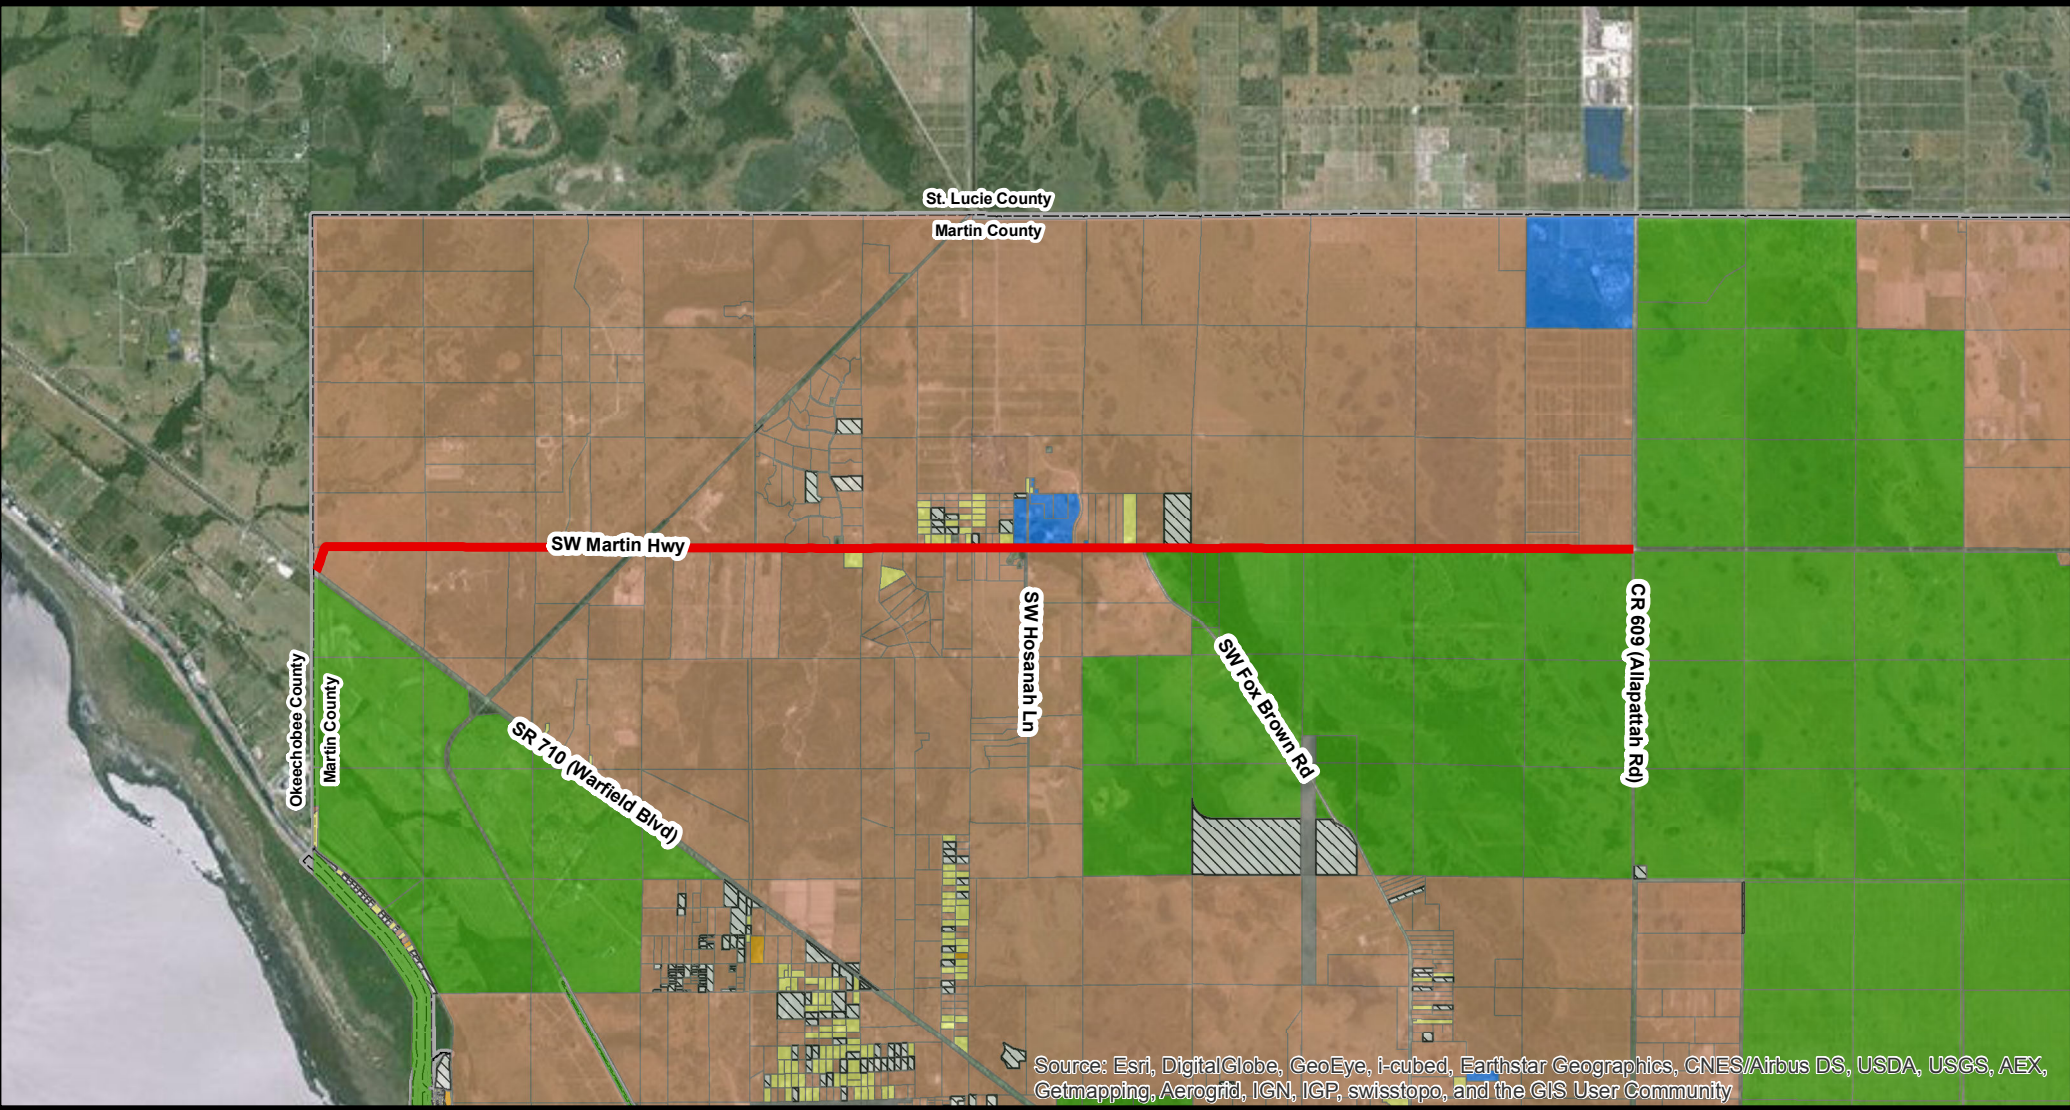 St. Lucie County
Martin County
SW Martin Hwy
SW Hosanah Ln
CR 609 (Allapattah Rd)
SW Fox Brown Rd
Okeechobee County
Martin County
SR 710 (Warfield Blvd)
Source: Esri, DigitalGlobe, GeoEye, i-cubed, Earthstar Geographics, CNES/Airbus DS, USDA, USGS, AEX,
Getmapping, Aerogrid, IGN, IGP, swisstopo, and the GIS User Community